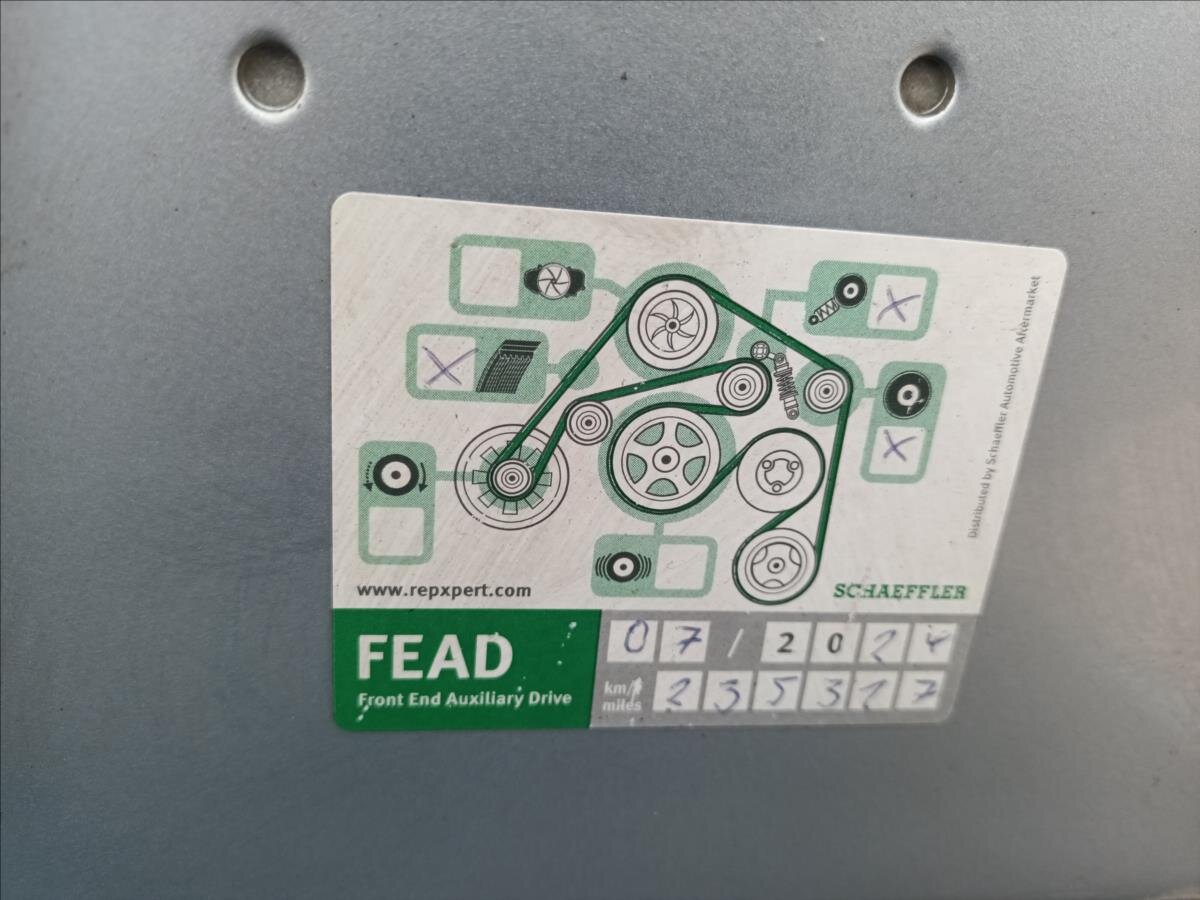 X
X
X
Distributed by Schaeffler Automotive Aftermarket
www.repxpert.com
SCHAEFFLER
FEAD
Front End Auxiliary Drive
07 / 2024
km/
miles
235317